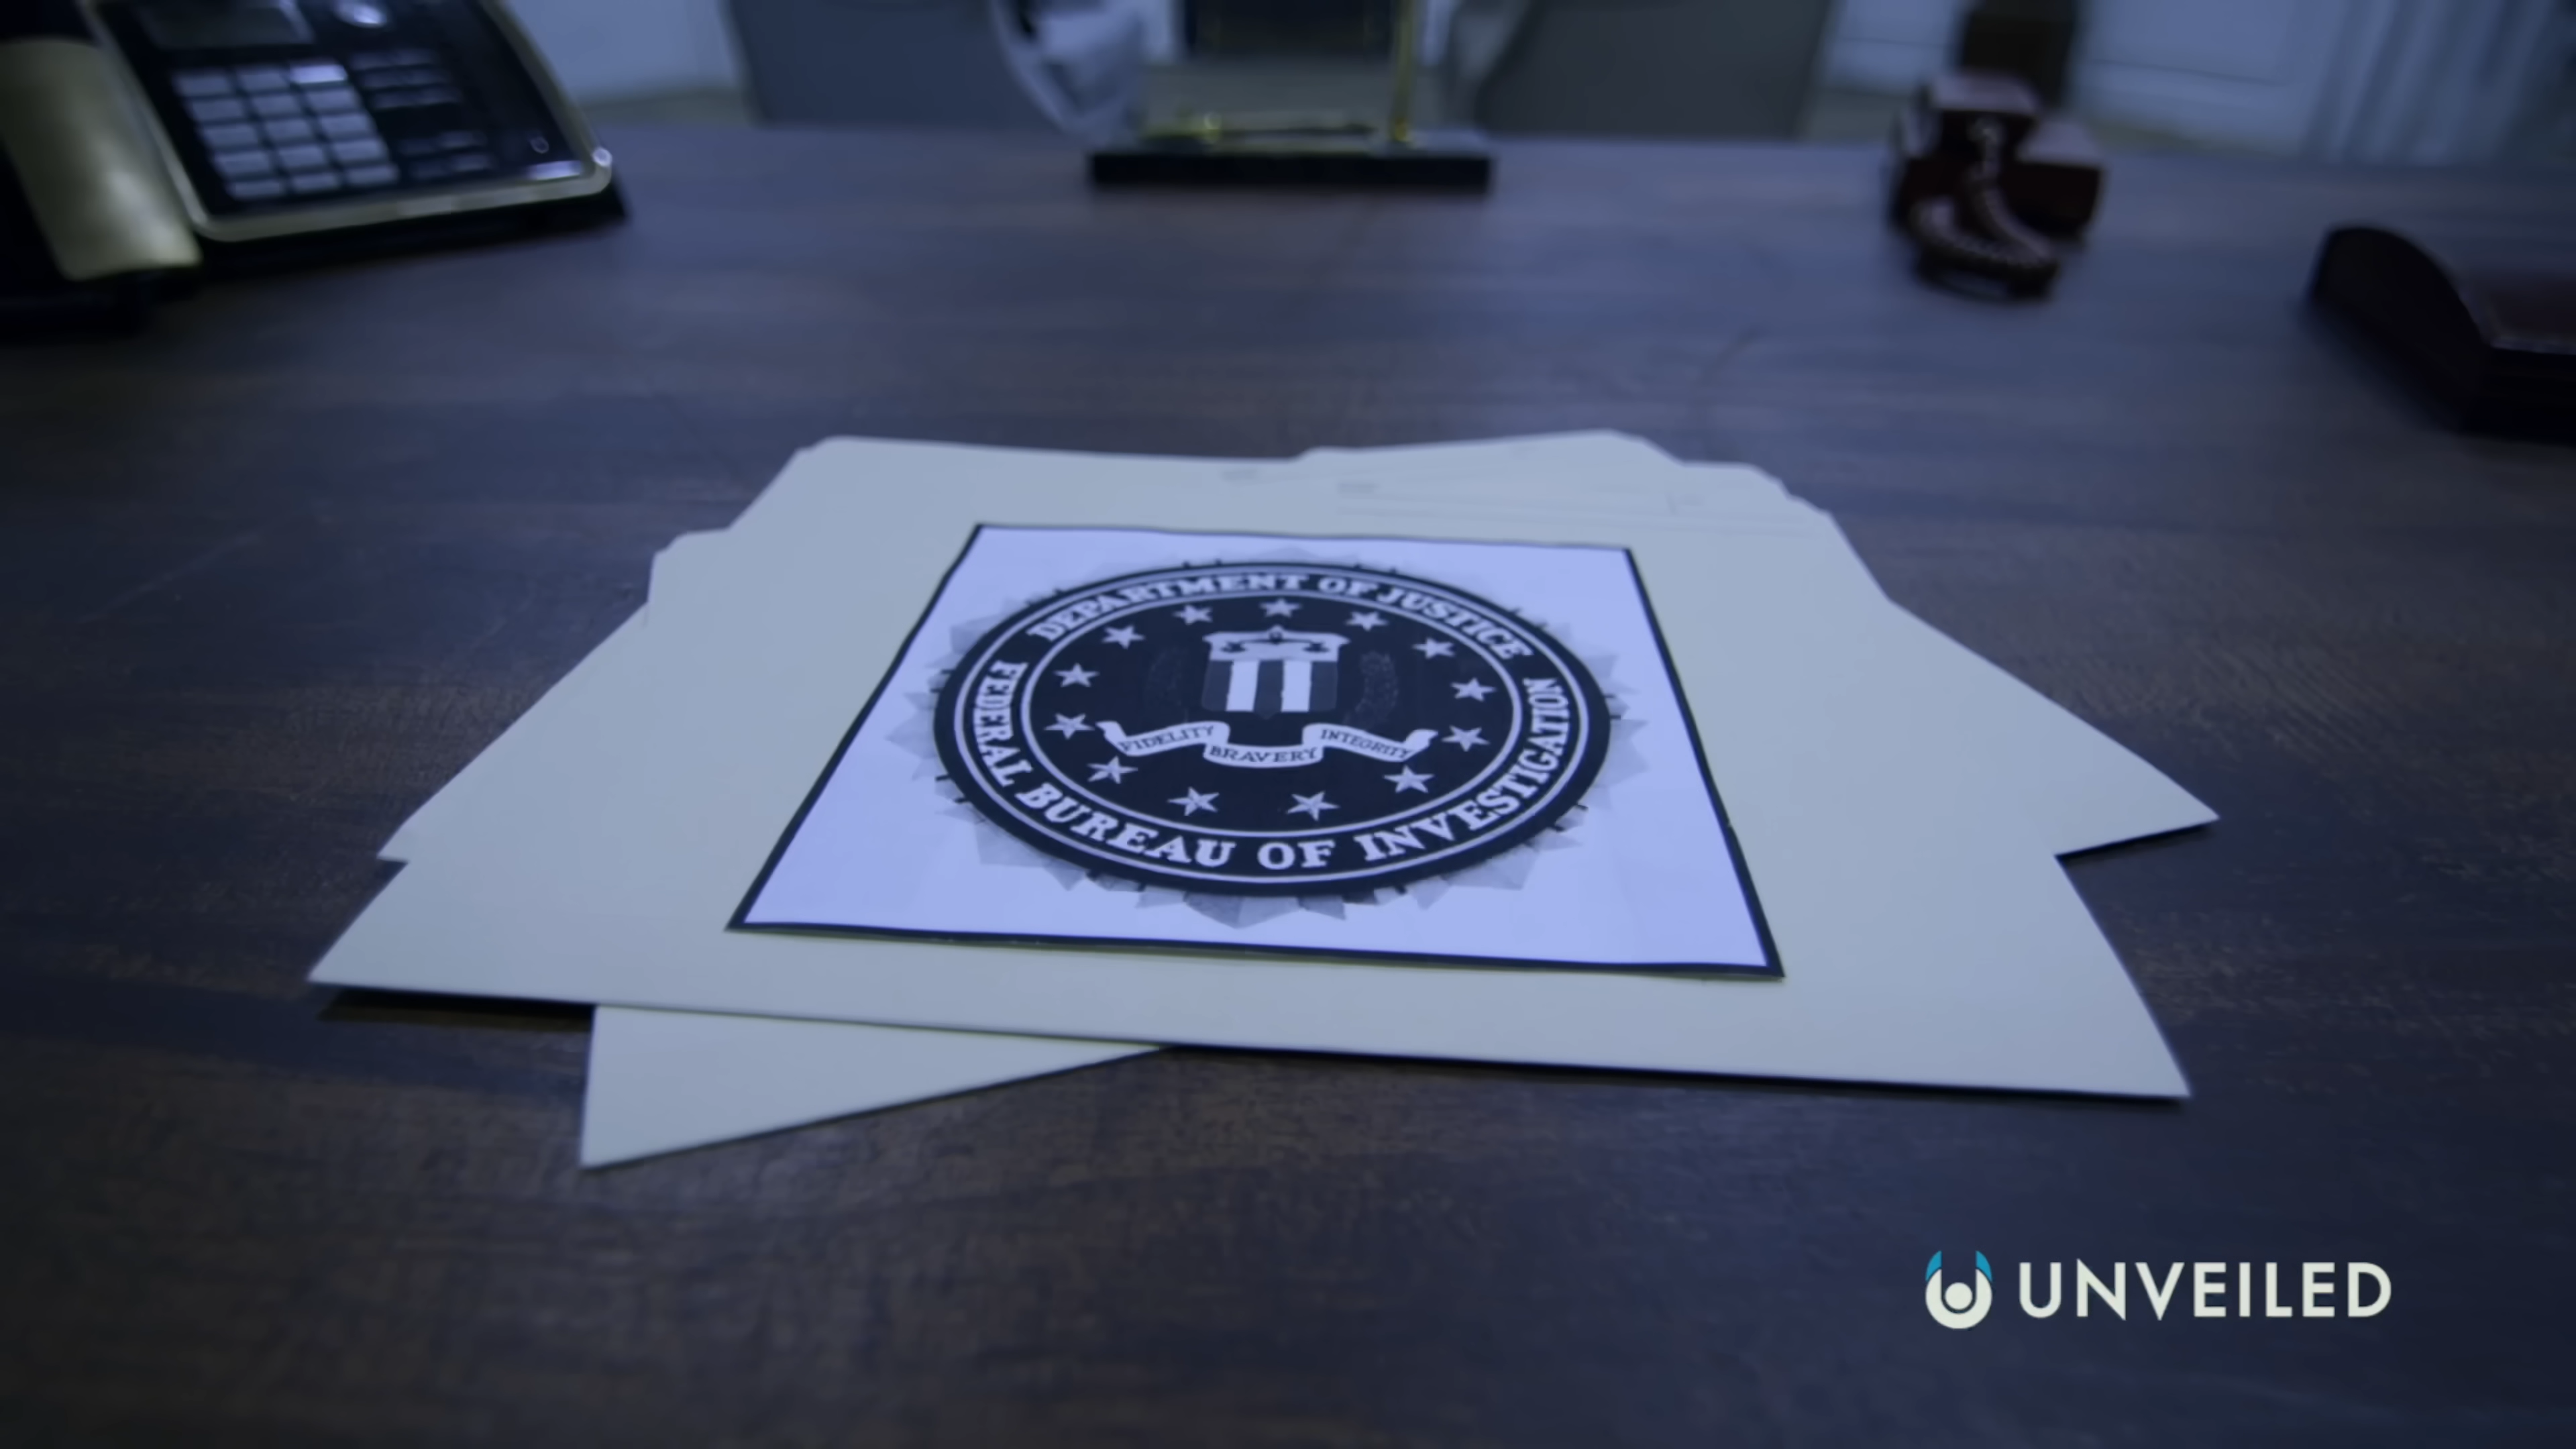 DEPARTMENT OF JUSTICE
FIDELITY BRAVERY INTEGRITY
FEDERAL BUREAU OF INVESTIGATION
UNVEILED